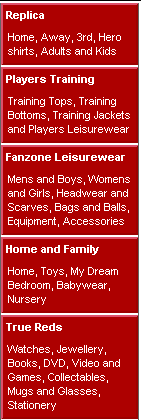 Replica
Home, Away, 3rd, Hero
shirts, Adults and Kids
Players Training
Training Tops, Training
Bottoms, Training Jackets
and Players Leisurewear
Fanzone Leisurewear
Mens and Boys, Womens
and Girls, Headwear and
Scarves, Bags and Balls,
Equipment, Accessories
Home and Family
Home, Toys, My Dream
Bedroom, Babywear,
Nursery
True Reds
Watches, Jewellery,
Books, DVD, Video and
Games, Collectables,
Mugs and Glasses,
Stationery